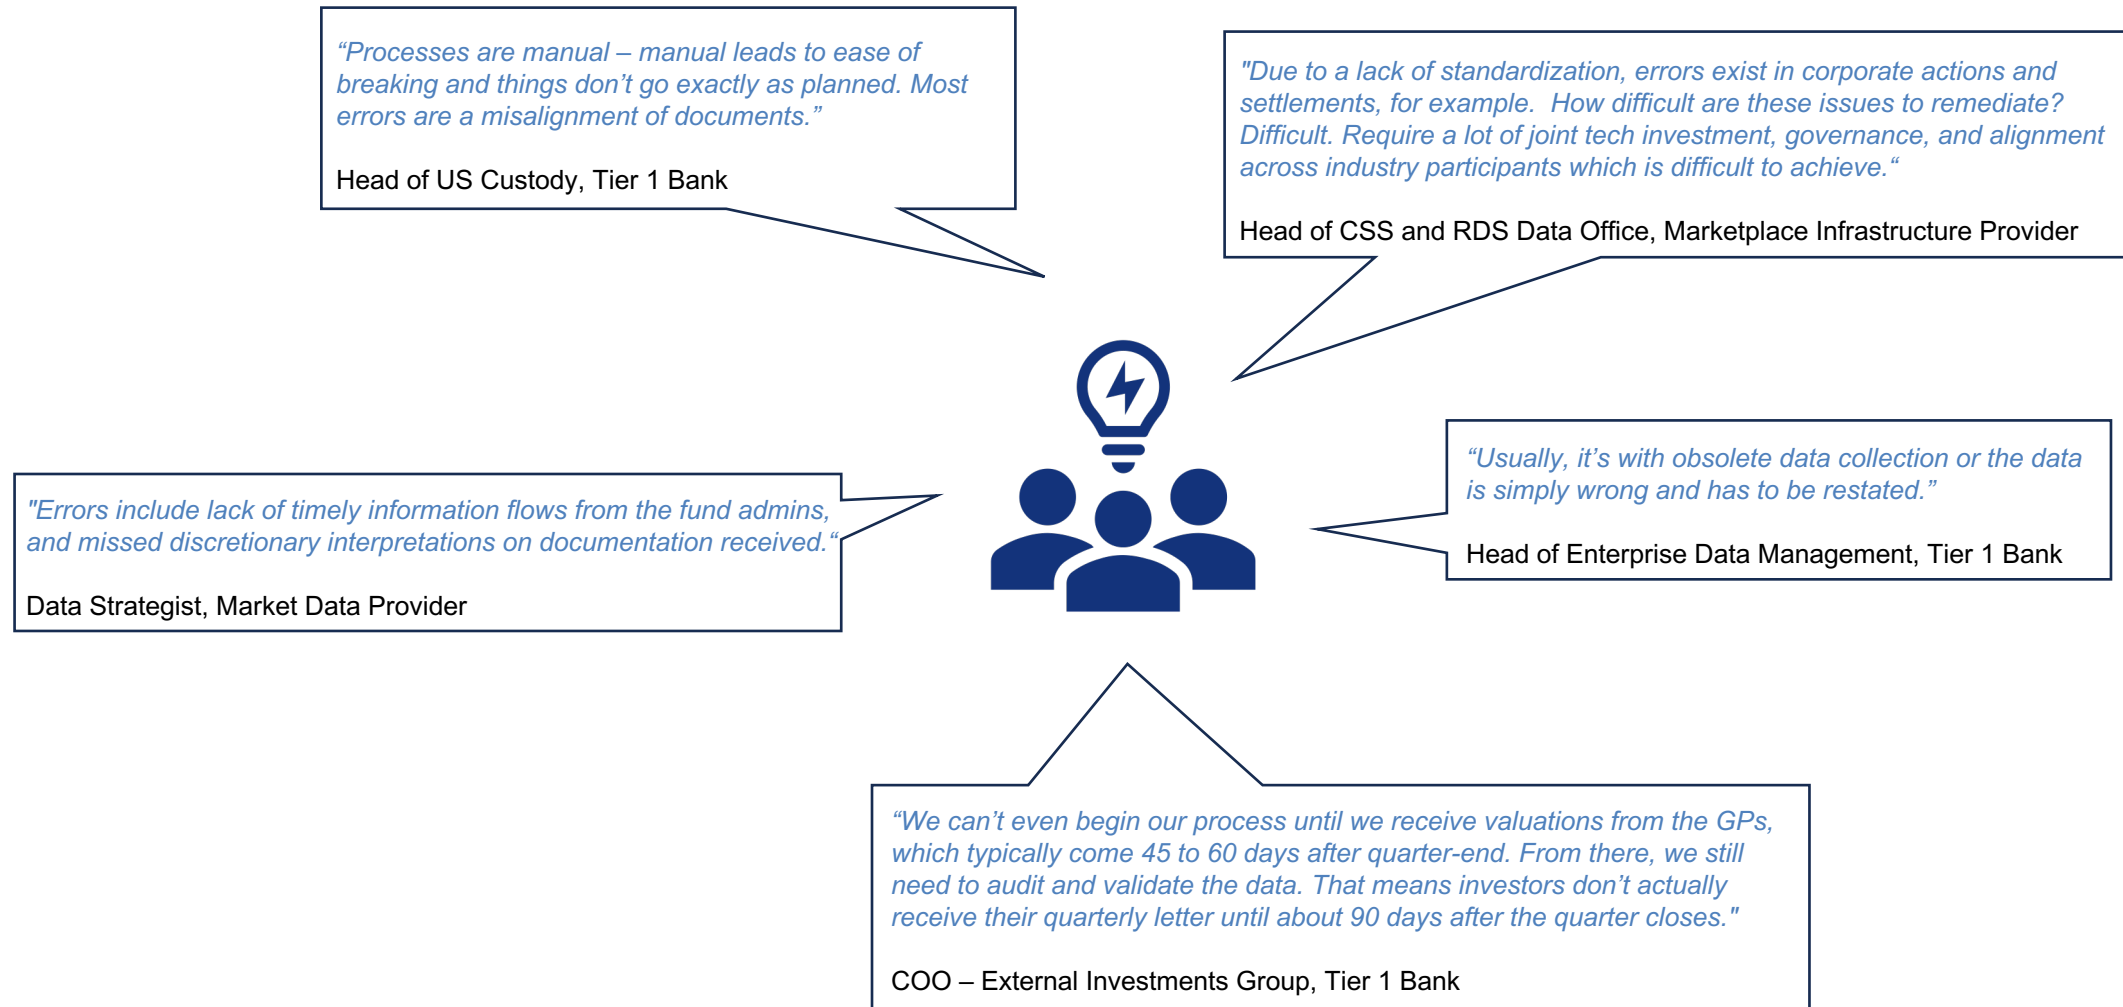 “Processes are manual – manual leads to ease of
breaking and things don’t go exactly as planned. Most
errors are a misalignment of documents.”
Head of US Custody, Tier 1 Bank
"Due to a lack of standardization, errors exist in corporate actions and
settlements, for example.  How difficult are these issues to remediate?
Difficult. Require a lot of joint tech investment, governance, and alignment
across industry participants which is difficult to achieve.“
Head of CSS and RDS Data Office, Marketplace Infrastructure Provider
"Errors include lack of timely information flows from the fund admins,
and missed discretionary interpretations on documentation received.“
Data Strategist, Market Data Provider
“Usually, it’s with obsolete data collection or the data
is simply wrong and has to be restated.”
Head of Enterprise Data Management, Tier 1 Bank
“We can’t even begin our process until we receive valuations from the GPs,
which typically come 45 to 60 days after quarter-end. From there, we still
need to audit and validate the data. That means investors don’t actually
receive their quarterly letter until about 90 days after the quarter closes."
COO – External Investments Group, Tier 1 Bank